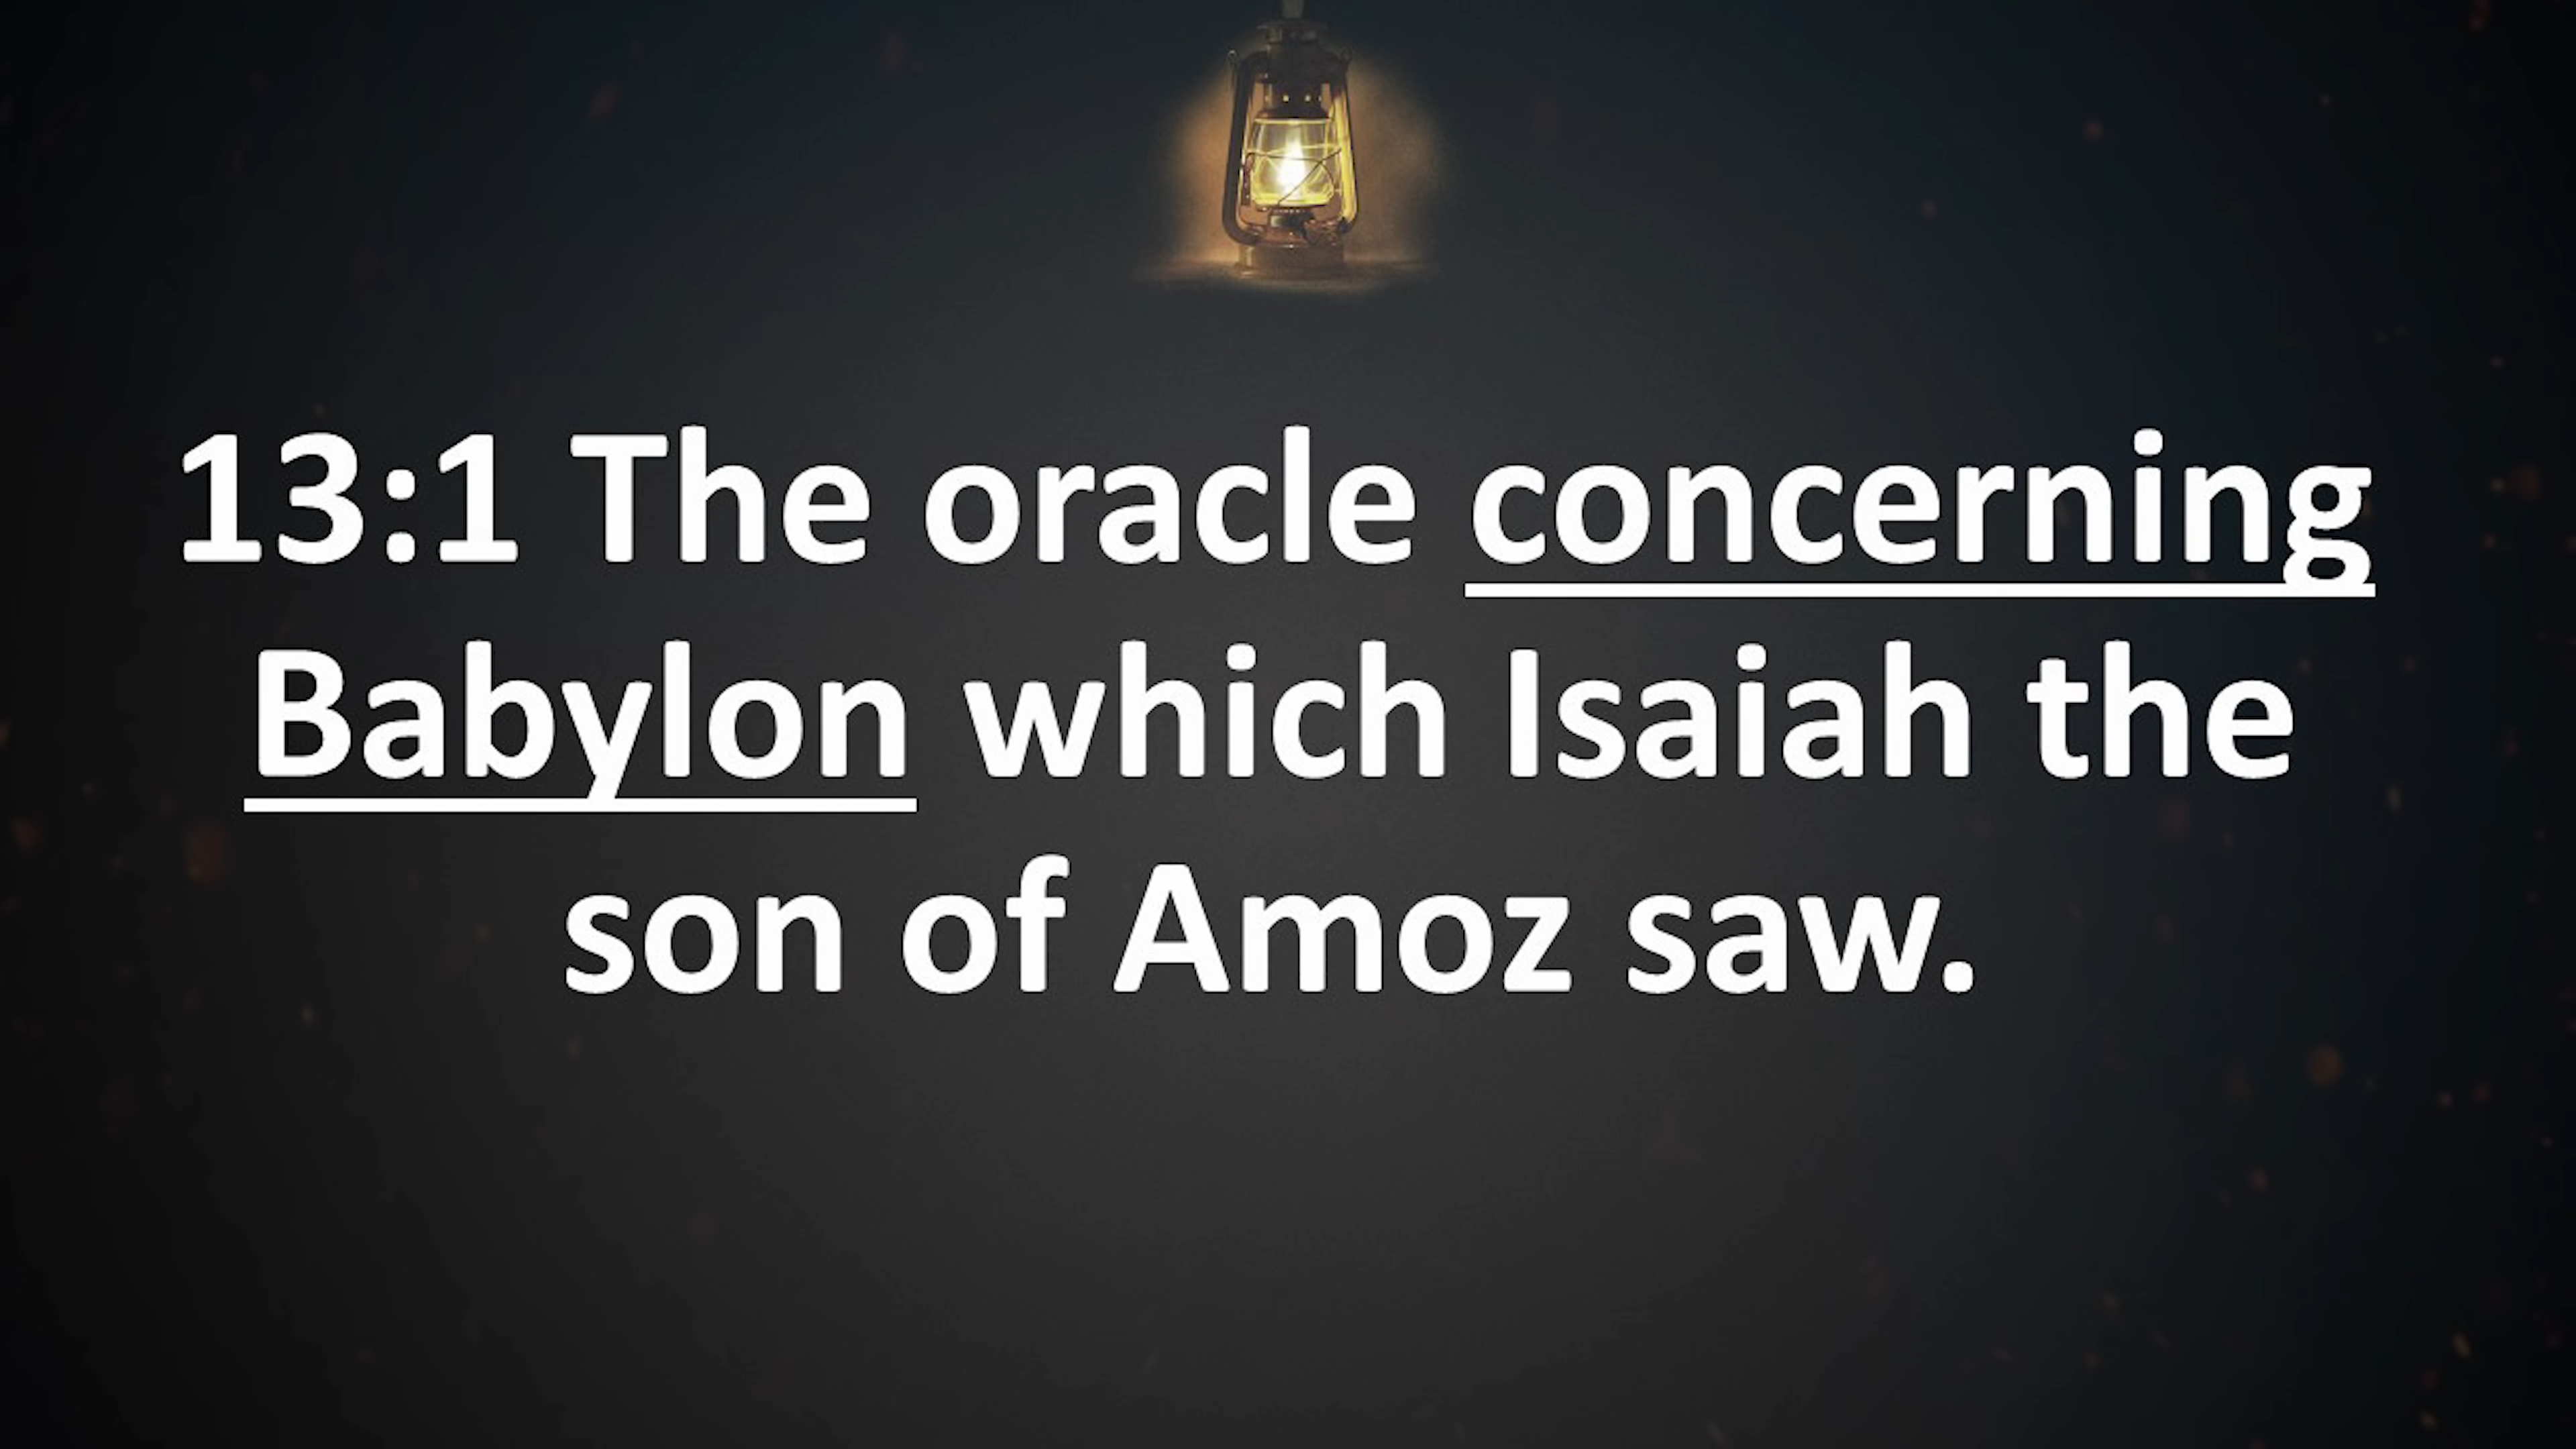 13:1 The oracle concerning
Babylon which Isaiah the
son of Amoz saw.